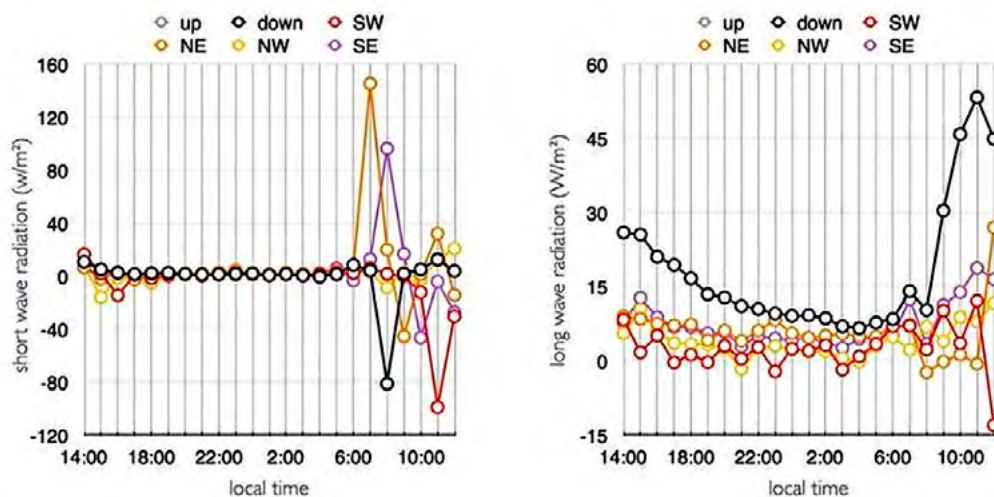 up down SW
NE NW SE
160
120
80
40
0
-40
-80
-120
short wave radiation (w/m²)
14:00 18:00 22:00 2:00 6:00 10:00
local time
up down SW
NE NW SE
60
45
30
15
0
-15
long wave radiation (W/m²)
14:00 18:00 22:00 2:00 6:00 10:00
local time